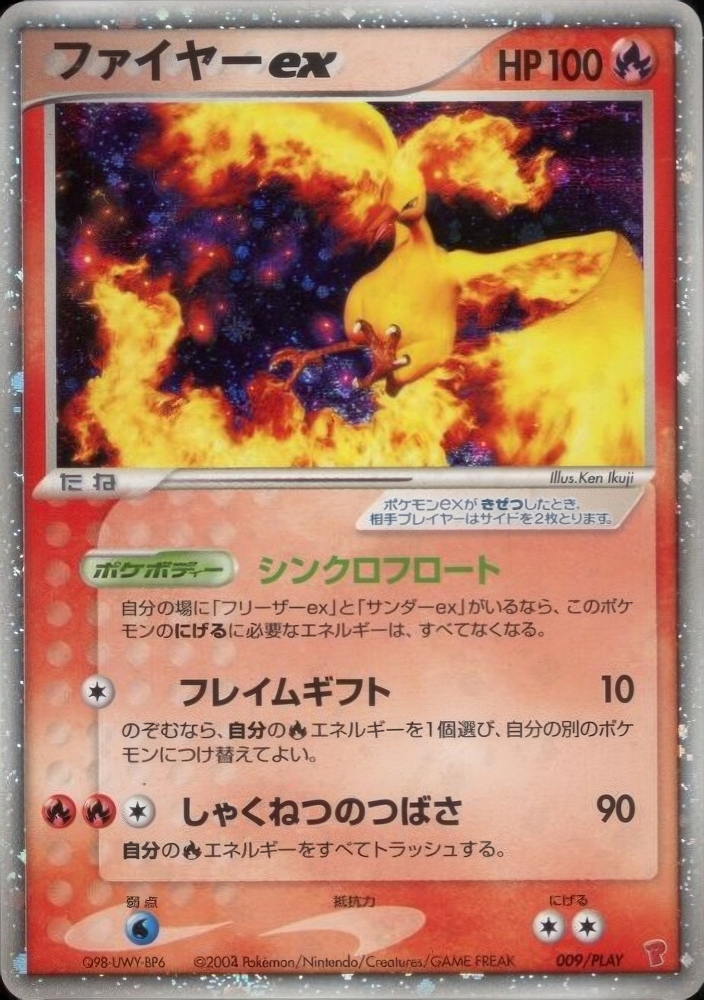 ファイヤーex HP100
たね
Illus.Ken Ikuji
ポケモンexがきぜつしたとき、
相手プレイヤーはサイドを2枚とります。
ポケボディー シンクロフロート
自分の場に「フリーザーex」と「サンダーex」がいるなら、このポケ
モンのにげるに必要なエネルギーは、すべてなくなる。
フレイムギフト 10
のぞむなら、自分のエネルギーを1個選び、自分の別のポケ
モンにつけ替えてよい。
しゃくねつのつばさ 90
自分のエネルギーをすべてトラッシュする。
弱点 抵抗力 にげる
Q98-UWY-BP6 ©2004 Pokémon/Nintendo/Creatures/GAME FREAK 009/PLAY P